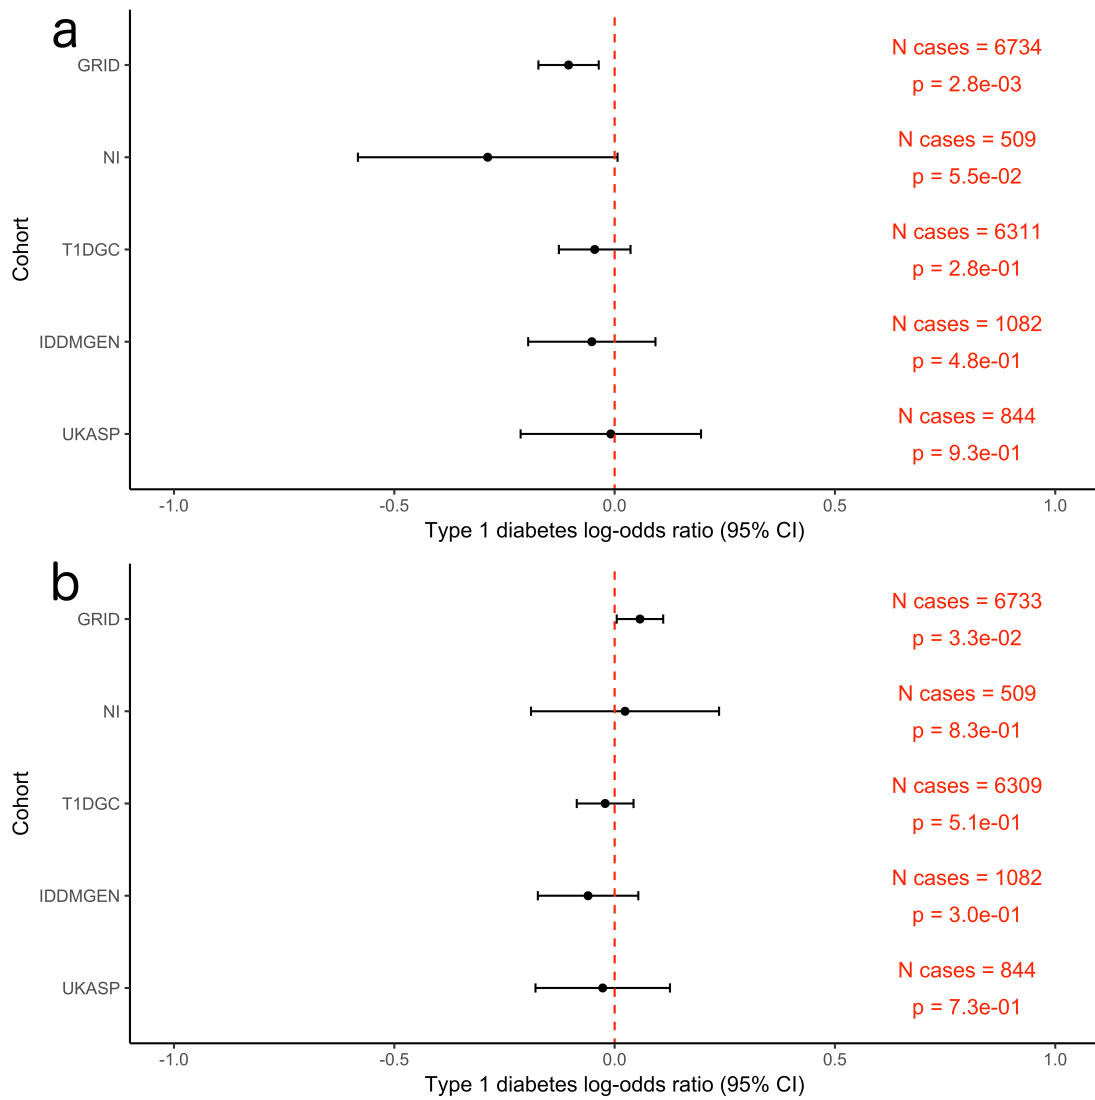 a
GRID
N cases = 6734
p = 2.8e-03
NI
N cases = 509
p = 5.5e-02
T1DGC
N cases = 6311
p = 2.8e-01
IDDMGEN
N cases = 1082
p = 4.8e-01
UKASP
N cases = 844
p = 9.3e-01
Cohort
-1.0 -0.5 0.0 0.5 1.0
Type 1 diabetes log-odds ratio (95% CI)
b
GRID
N cases = 6733
p = 3.3e-02
NI
N cases = 509
p = 8.3e-01
T1DGC
N cases = 6309
p = 5.1e-01
IDDMGEN
N cases = 1082
p = 3.0e-01
UKASP
N cases = 844
p = 7.3e-01
Cohort
-1.0 -0.5 0.0 0.5 1.0
Type 1 diabetes log-odds ratio (95% CI)